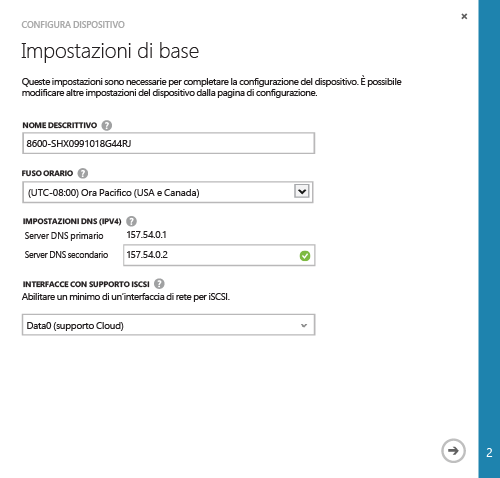 CONFIGURA DISPOSITIVO
Impostazioni di base
Queste impostazioni sono necessarie per completare la configurazione del dispositivo. È possibile
modificare altre impostazioni del dispositivo dalla pagina di configurazione.
NOME DESCRITTIVO ?
8600-SHX0991018G44RJ
FUSO ORARIO ?
(UTC-08:00) Ora Pacifico (USA e Canada)
IMPOSTAZIONI DNS (IPV4) ?
Server DNS primario 157.54.0.1
Server DNS secondario 157.54.0.2
INTERFACCE CON SUPPORTO ISCSI ?
Abilitare un minimo di un'interfaccia di rete per iSCSI.
Data0 (supporto Cloud)
2